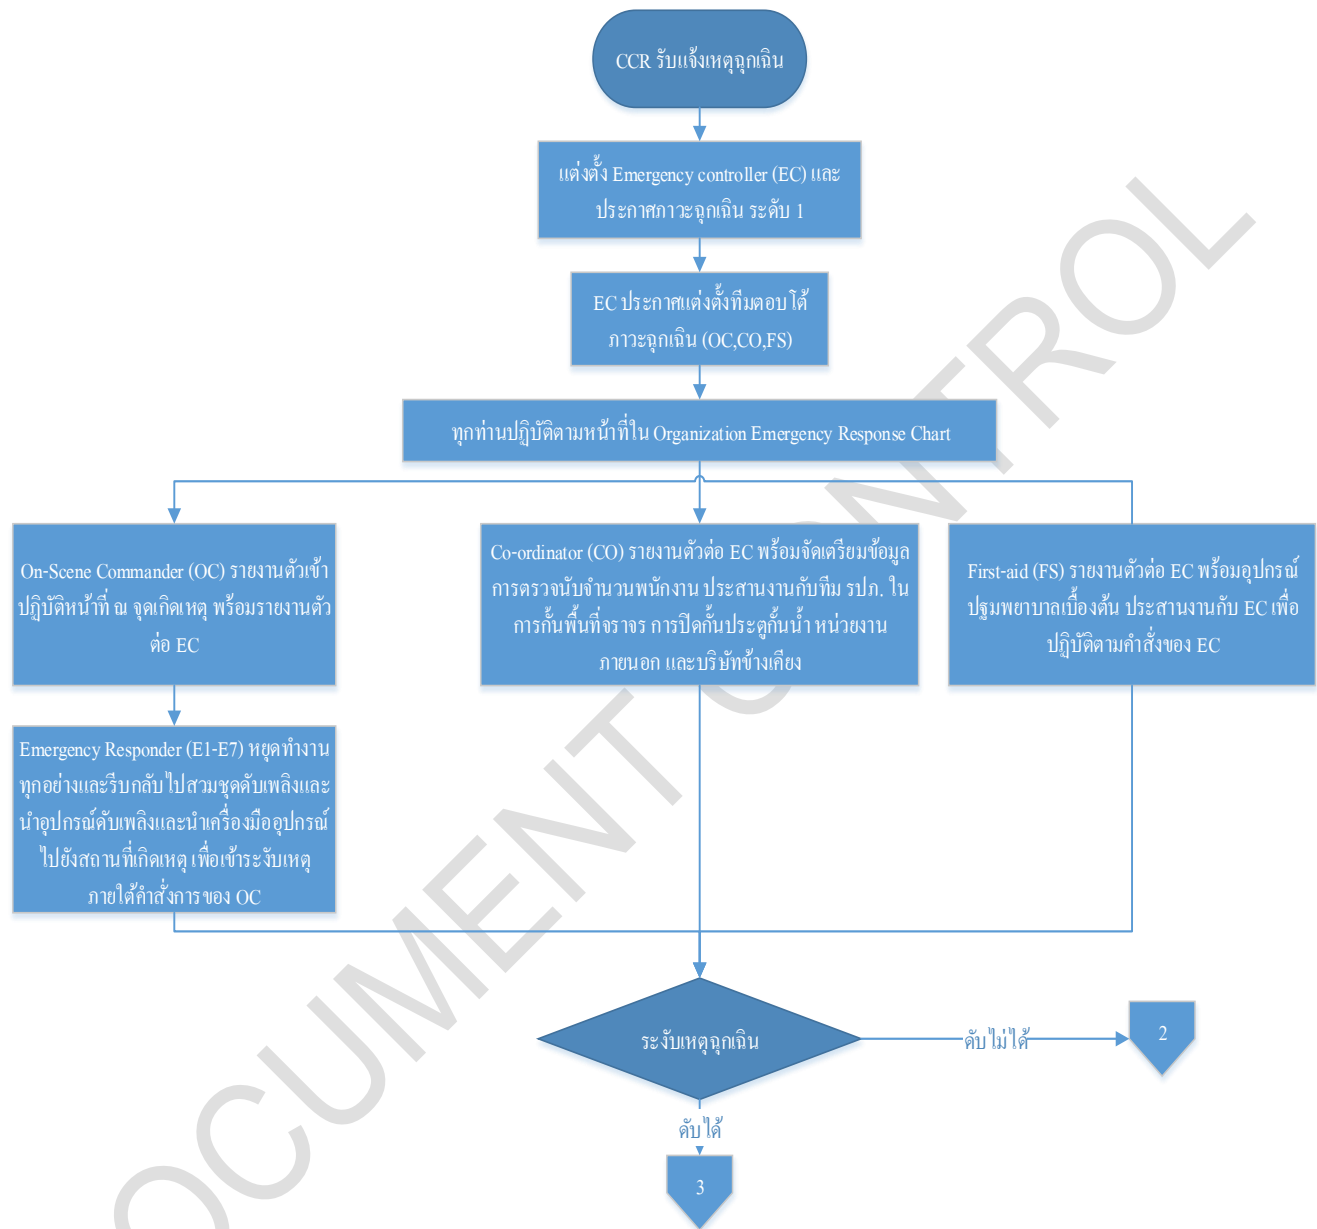 CCR รับแจ้งเหตุฉุกเฉิน
แต่งตั้ง Emergency controller (EC) และ
ประกาศภาวะฉุกเฉิน ระดับ 1
EC ประกาศแต่งตั้งทีมตอบโต้
ภาวะฉุกเฉิน (OC,CO,FS)
ทุกท่านปฏิบัติตามหน้าที่ใน Organization Emergency Response Chart
On-Scene Commander (OC) รายงานตัวเข้า
ปฏิบัติหน้าที่ ณ จุดเกิดเหตุ พร้อมรายงานตัว
ต่อ EC
Co-ordinator (CO) รายงานตัวต่อ EC พร้อมจัดเตรียมข้อมูล
การตรวจนับจำนวนพนักงาน ประสานงานกับทีม รปภ. ใน
การกั้นพื้นที่จราจร การปิดกั้นประตูกั้นน้ำ หน่วยงาน
ภายนอก และบริษัทข้างเคียง
First-aid (FS) รายงานตัวต่อ EC พร้อมอุปกรณ์
ปฐมพยาบาลเบื้องต้น ประสานงานกับ EC เพื่อ
ปฏิบัติตามคำสั่งของ EC
Emergency Responder (E1-E7) หยุดทำงาน
ทุกอย่างและรีบกลับไปสวมชุดดับเพลิงและ
นำอุปกรณ์ดับเพลิงและนำเครื่องมืออุปกรณ์
ไปยังสถานที่เกิดเหตุ เพื่อเข้าระงับเหตุ
ภายใต้คำสั่งการของ OC
ระงับเหตุฉุกเฉิน
ดับไม่ได้
2
ดับได้
3
OCUMENT CONTROL